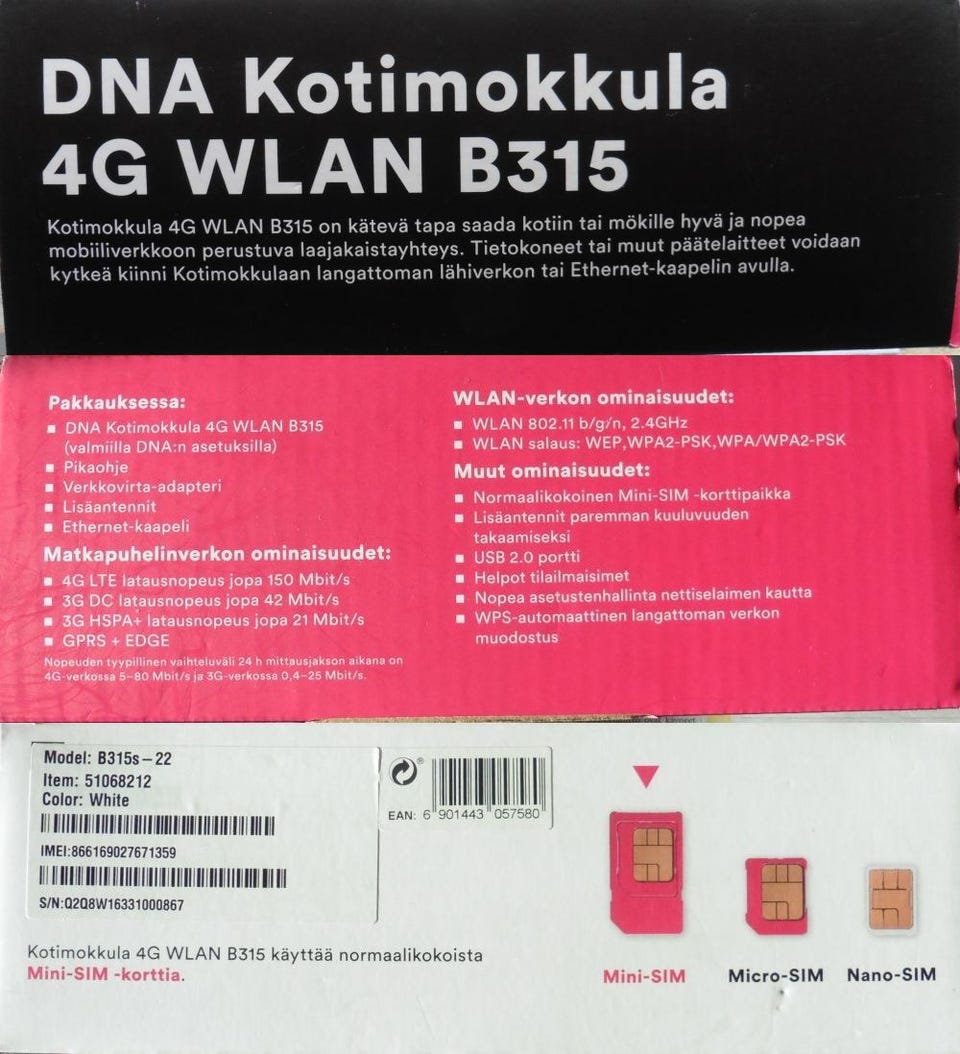 DNA Kotimokkula
4G WLAN B315
Kotimokkula 4G WLAN B315 on kätevä tapa saada kotiin tai mökille hyvä ja nopea
mobiiliverkkoon perustuva laajakaistayhteys. Tietokoneet tai muut päätelaitteet voidaan
kytkeä kiinni Kotimokkulaan langattoman lähiverkon tai Ethernet-kaapelin avulla.
Pakkauksessa:
▪ DNA Kotimokkula 4G WLAN B315
(valmiilla DNA:n asetuksilla)
▪ Pikaohje
▪ Verkkovirta-adapteri
▪ Lisäantennit
▪ Ethernet-kaapeli
Matkapuhelinverkon ominaisuudet:
▪ 4G LTE latausnopeus jopa 150 Mbit/s
▪ 3G DC latausnopeus jopa 42 Mbit/s
▪ 3G HSPA+ latausnopeus jopa 21 Mbit/s
▪ GPRS + EDGE
Nopeuden tyypillinen vaihteluväli 24 h mittausjakson aikana on
4G-verkossa 5–80 Mbit/s ja 3G-verkossa 0,4–25 Mbit/s.
WLAN-verkon ominaisuudet:
▪ WLAN 802.11 b/g/n, 2.4GHz
▪ WLAN salaus: WEP,WPA2-PSK,WPA/WPA2-PSK
Muut ominaisuudet:
▪ Normaalikokoinen Mini-SIM -korttipaikka
▪ Lisäantennit paremman kuuluvuuden
takaamiseksi
▪ USB 2.0 portti
▪ Helpot tilailmaisimet
▪ Nopea asetustenhallinta nettiselaimen kautta
▪ WPS-automaattinen langattoman verkon
muodostus
Model: B315s-22
Item: 51068212
Color: White
IMEI:866169027671359
S/N:Q2Q8W16331000867
®
EAN: 6 901443 057580
Kotimokkula 4G WLAN B315 käyttää normaalikokoista
Mini-SIM -korttia.
Mini-SIM
Micro-SIM
Nano-SIM